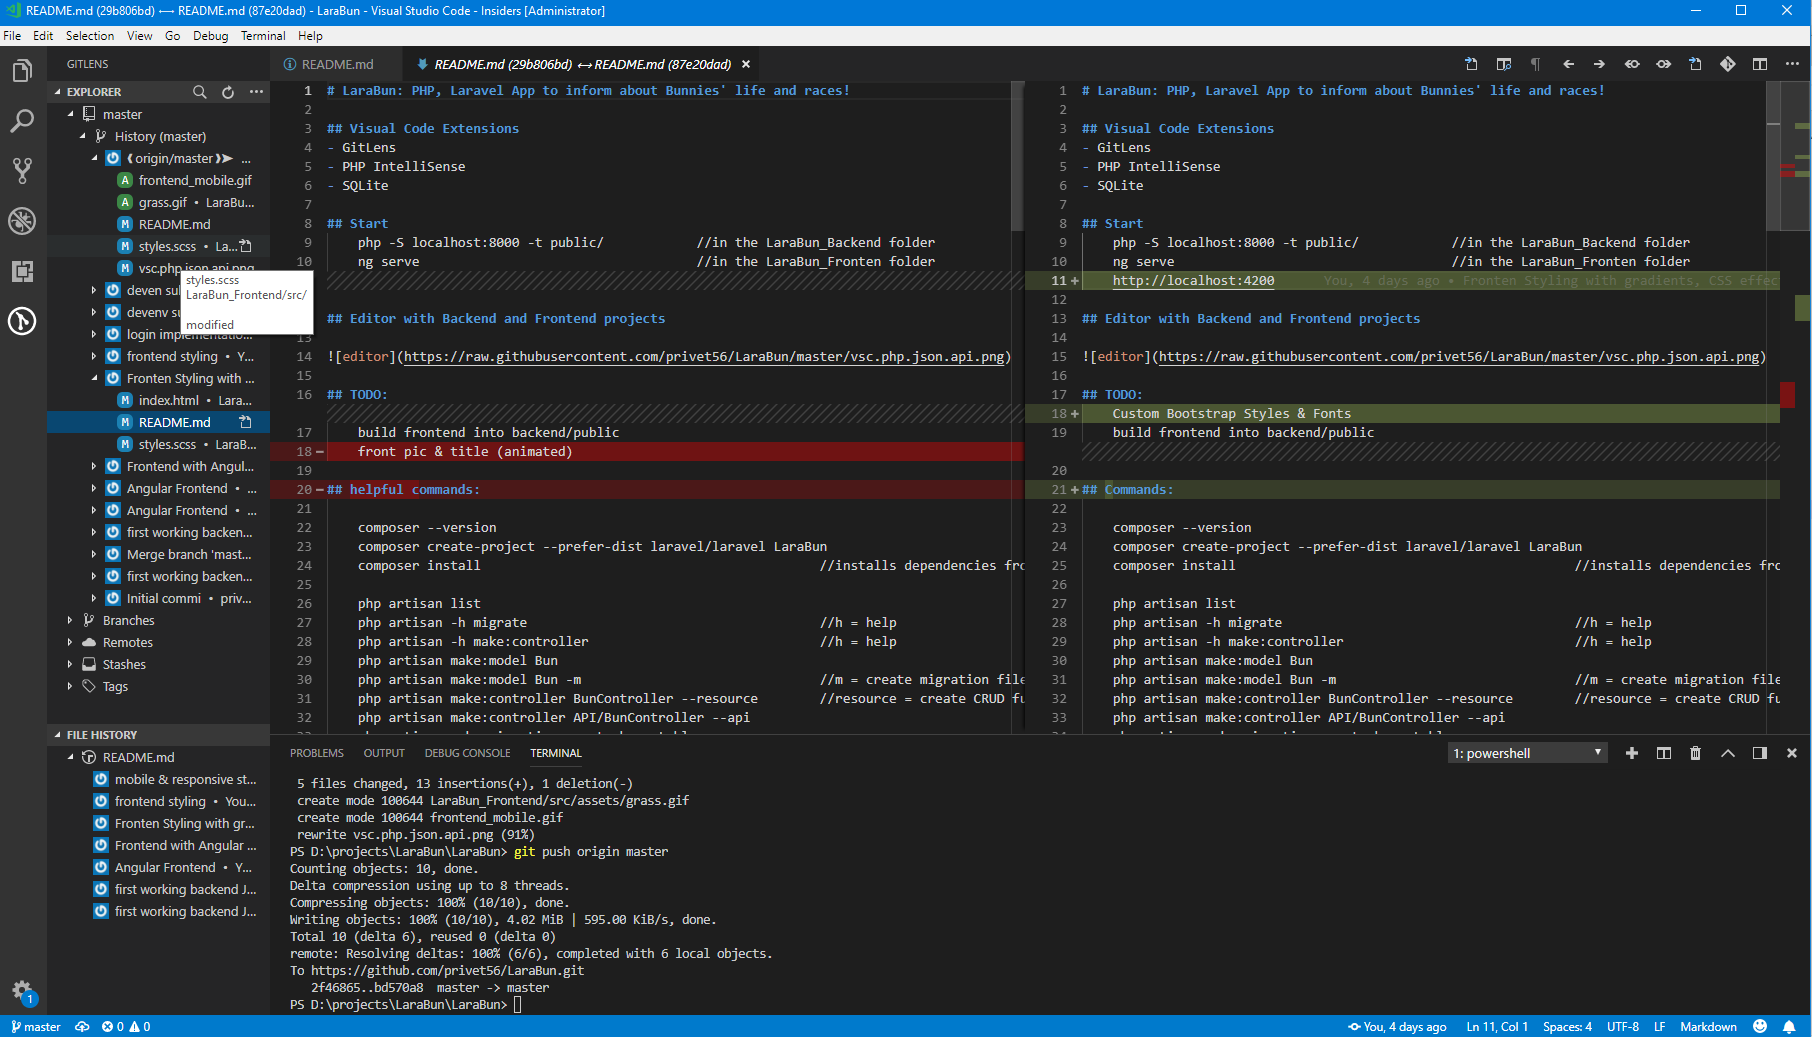 README.md (29b806bd) ⟷ README.md (87e20dad) - LaraBun - Visual Studio Code - Insiders [Administrator]
File Edit Selection View Go Debug Terminal Help
GITLENS
EXPLORER
master
History (master)
❰origin/master❱➤ ...
A frontend_mobile.gif
A grass.gif • LaraBu...
M README.md
M styles.scss • La...
M vsc.php.json.api.png
deven su
devenv su
login implementatio...
frontend styling • Y...
Fronten Styling with ...
M index.html • Lara...
M README.md
M styles.scss • LaraB...
Frontend with Angul...
Angular Frontend • ...
Angular Frontend • ...
first working backen...
Merge branch 'mast...
first working backen...
Initial commi • priv...
Branches
Remotes
Stashes
Tags
styles.scss
LaraBun_Frontend/src/
modified
FILE HISTORY
README.md
mobile & responsive st...
frontend styling • You...
Fronten Styling with gr...
Frontend with Angular ...
Angular Frontend • Y...
first working backend J...
first working backend J...
1
README.md
README.md (29b806bd) ⟷ README.md (87e20dad) ×
1 # LaraBun: PHP, Laravel App to inform about Bunnies' life and races!
2
3 ## Visual Code Extensions
4 - GitLens
5 - PHP IntelliSense
6 - SQLite
7
8 ## Start
9 php -S localhost:8000 -t public/ //in the LaraBun_Backend folder
10 ng serve //in the LaraBun_Fronten folder
## Editor with Backend and Frontend projects
13
14 ![editor](https://raw.githubusercontent.com/privet56/LaraBun/master/vsc.php.json.api.png)
15
16 ## TODO:
17 build frontend into backend/public
18 − front pic & title (animated)
19
20 − ## helpful commands:
21
22 composer --version
23 composer create-project --prefer-dist laravel/laravel LaraBun
24 composer install //installs dependencies fro
25
26 php artisan list
27 php artisan -h migrate //h = help
28 php artisan -h make:controller //h = help
29 php artisan make:model Bun
30 php artisan make:model Bun -m //m = create migration file
31 php artisan make:controller BunController --resource //resource = create CRUD fu
32 php artisan make:controller API/BunController --api
1 # LaraBun: PHP, Laravel App to inform about Bunnies' life and races!
2
3 ## Visual Code Extensions
4 - GitLens
5 - PHP IntelliSense
6 - SQLite
7
8 ## Start
9 php -S localhost:8000 -t public/ //in the LaraBun_Backend folder
10 ng serve //in the LaraBun_Fronten folder
11 + http://localhost:4200 You, 4 days ago • Fronten Styling with gradients, CSS effec
12
13 ## Editor with Backend and Frontend projects
14
15 ![editor](https://raw.githubusercontent.com/privet56/LaraBun/master/vsc.php.json.api.png)
16
17 ## TODO:
18 + Custom Bootstrap Styles & Fonts
19 build frontend into backend/public
20
21 + ## Commands:
22
23 composer --version
24 composer create-project --prefer-dist laravel/laravel LaraBun
25 composer install //installs dependencies fro
26
27 php artisan list
28 php artisan -h migrate //h = help
29 php artisan -h make:controller //h = help
30 php artisan make:model Bun
31 php artisan make:model Bun -m //m = create migration file
32 php artisan make:controller BunController --resource //resource = create CRUD fu
33 php artisan make:controller API/BunController --api
PROBLEMS OUTPUT DEBUG CONSOLE TERMINAL 1: powershell
5 files changed, 13 insertions(+), 1 deletion(-)
create mode 100644 LaraBun_Frontend/src/assets/grass.gif
create mode 100644 frontend_mobile.gif
rewrite vsc.php.json.api.png (91%)
PS D:\projects\LaraBun\LaraBun> git push origin master
Counting objects: 10, done.
Delta compression using up to 8 threads.
Compressing objects: 100% (10/10), done.
Writing objects: 100% (10/10), 4.02 MiB | 595.00 KiB/s, done.
Total 10 (delta 6), reused 0 (delta 0)
remote: Resolving deltas: 100% (6/6), completed with 6 local objects.
To https://github.com/privet56/LaraBun.git
2f46865..bd570a8 master -> master
PS D:\projects\LaraBun\LaraBun>
master 0 0 You, 4 days ago Ln 11, Col 1 Spaces: 4 UTF-8 LF Markdown